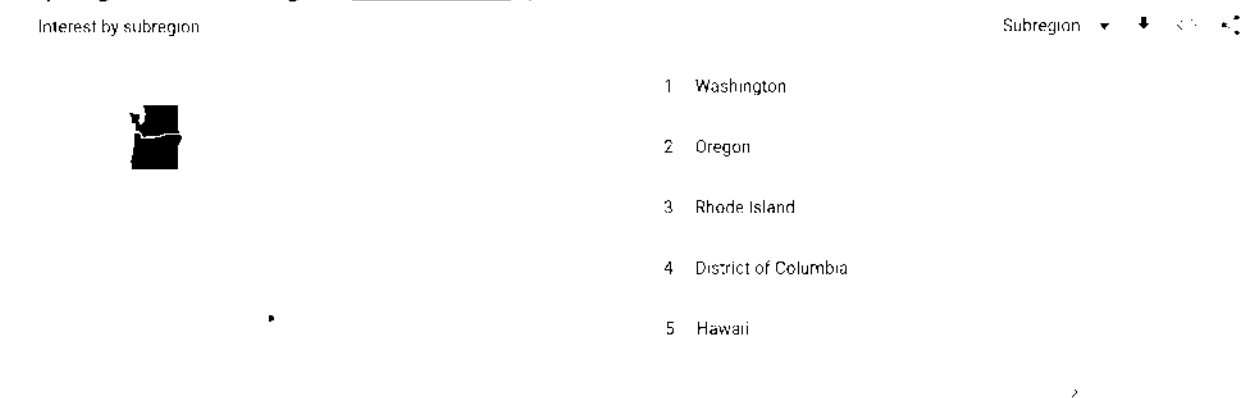 Interest by subregion
Subregion
1 Washington
2 Oregon
3 Rhode Island
4 District of Columbia
5 Hawaii